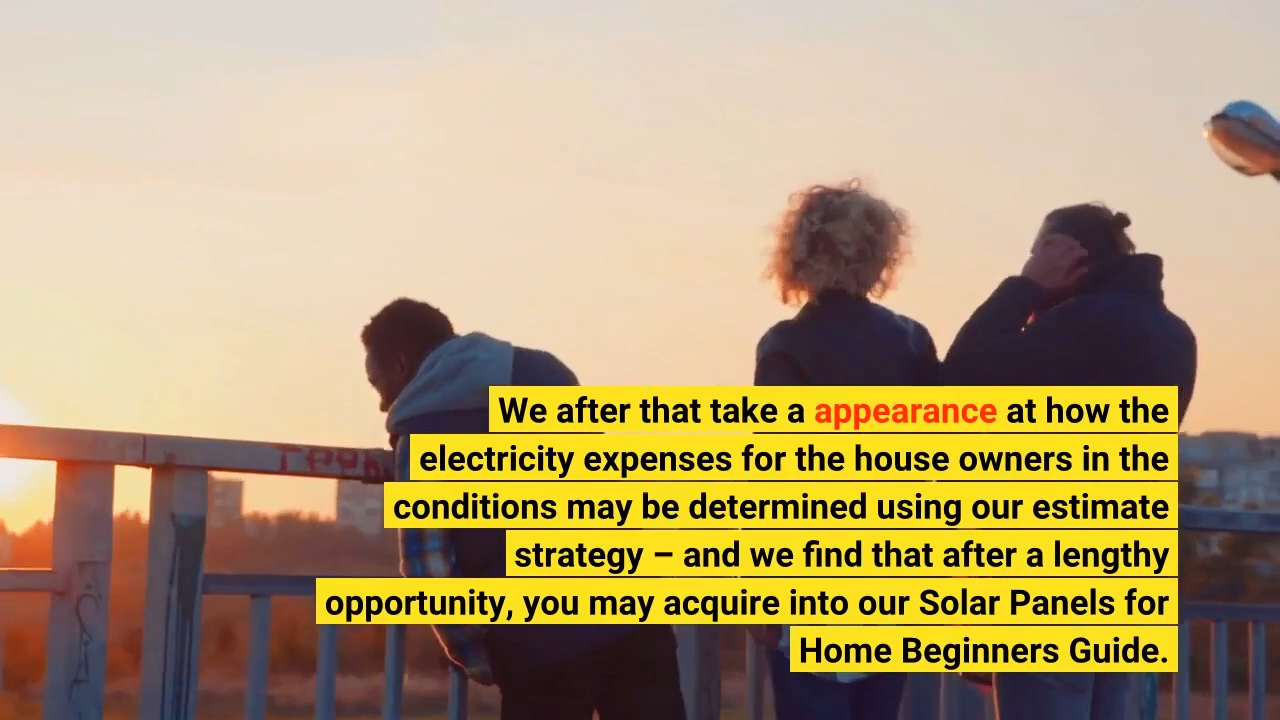 We after that take a appearance at how the
electricity expenses for the house owners in the
conditions may be determined using our estimate
strategy – and we find that after a lengthy
opportunity, you may acquire into our Solar Panels for
Home Beginners Guide.